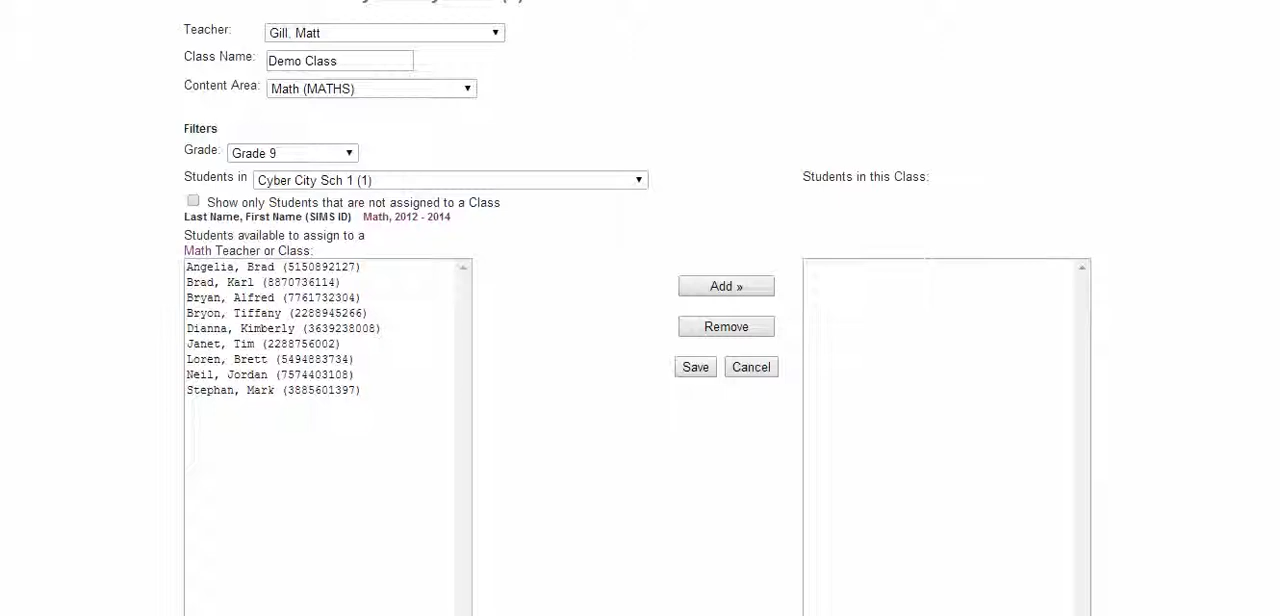 Teacher: Gill, Matt
Class Name: Demo Class
Content Area: Math (MATHS)
Filters
Grade: Grade 9
Students in Cyber City Sch 1 (1)
Students in this Class:
Show only Students that are not assigned to a Class
Last Name, First Name (SIMS ID) Math, 2012 - 2014
Students available to assign to a
Math Teacher or Class:
Angelia, Brad (5150892127)
Brad, Karl (8870736114)
Bryan, Alfred (7761732304)
Bryon, Tiffany (2288945266)
Dianna, Kimberly (3639238008)
Janet, Tim (2288756002)
Loren, Brett (5494883734)
Neil, Jordan (7574403108)
Stephan, Mark (3885601397)
Add »
Remove
Save Cancel